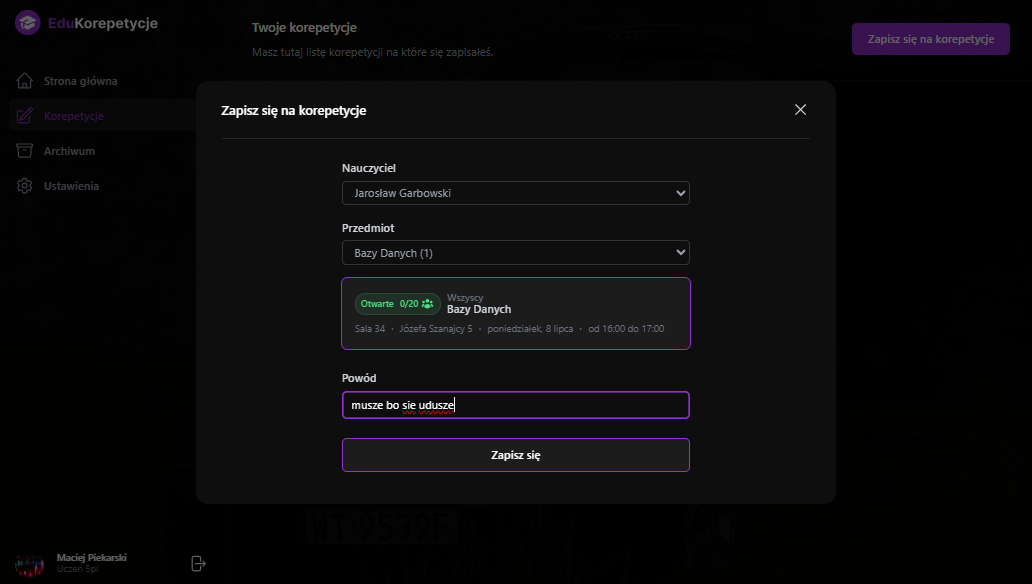 EduKorepetycje
Strona główna
Korepetycje
Archiwum
Ustawienia
Maciej Piekarski
Uczeń 5pi
Twoje korepetycje
Masz tutaj listę korepetycji na które się zapisałeś.
Zapisz się na korepetycje
Zapisz się na korepetycje
Nauczyciel
Jarosław Garbowski
Przedmiot
Bazy Danych (1)
Otwarte 0/20
Wszyscy
Bazy Danych
Sala 34 · Józefa Szanajcy 5 · poniedziałek, 8 lipca · od 16:00 do 17:00
Powód
musze bo sie udusze
Zapisz się
WT 9539F